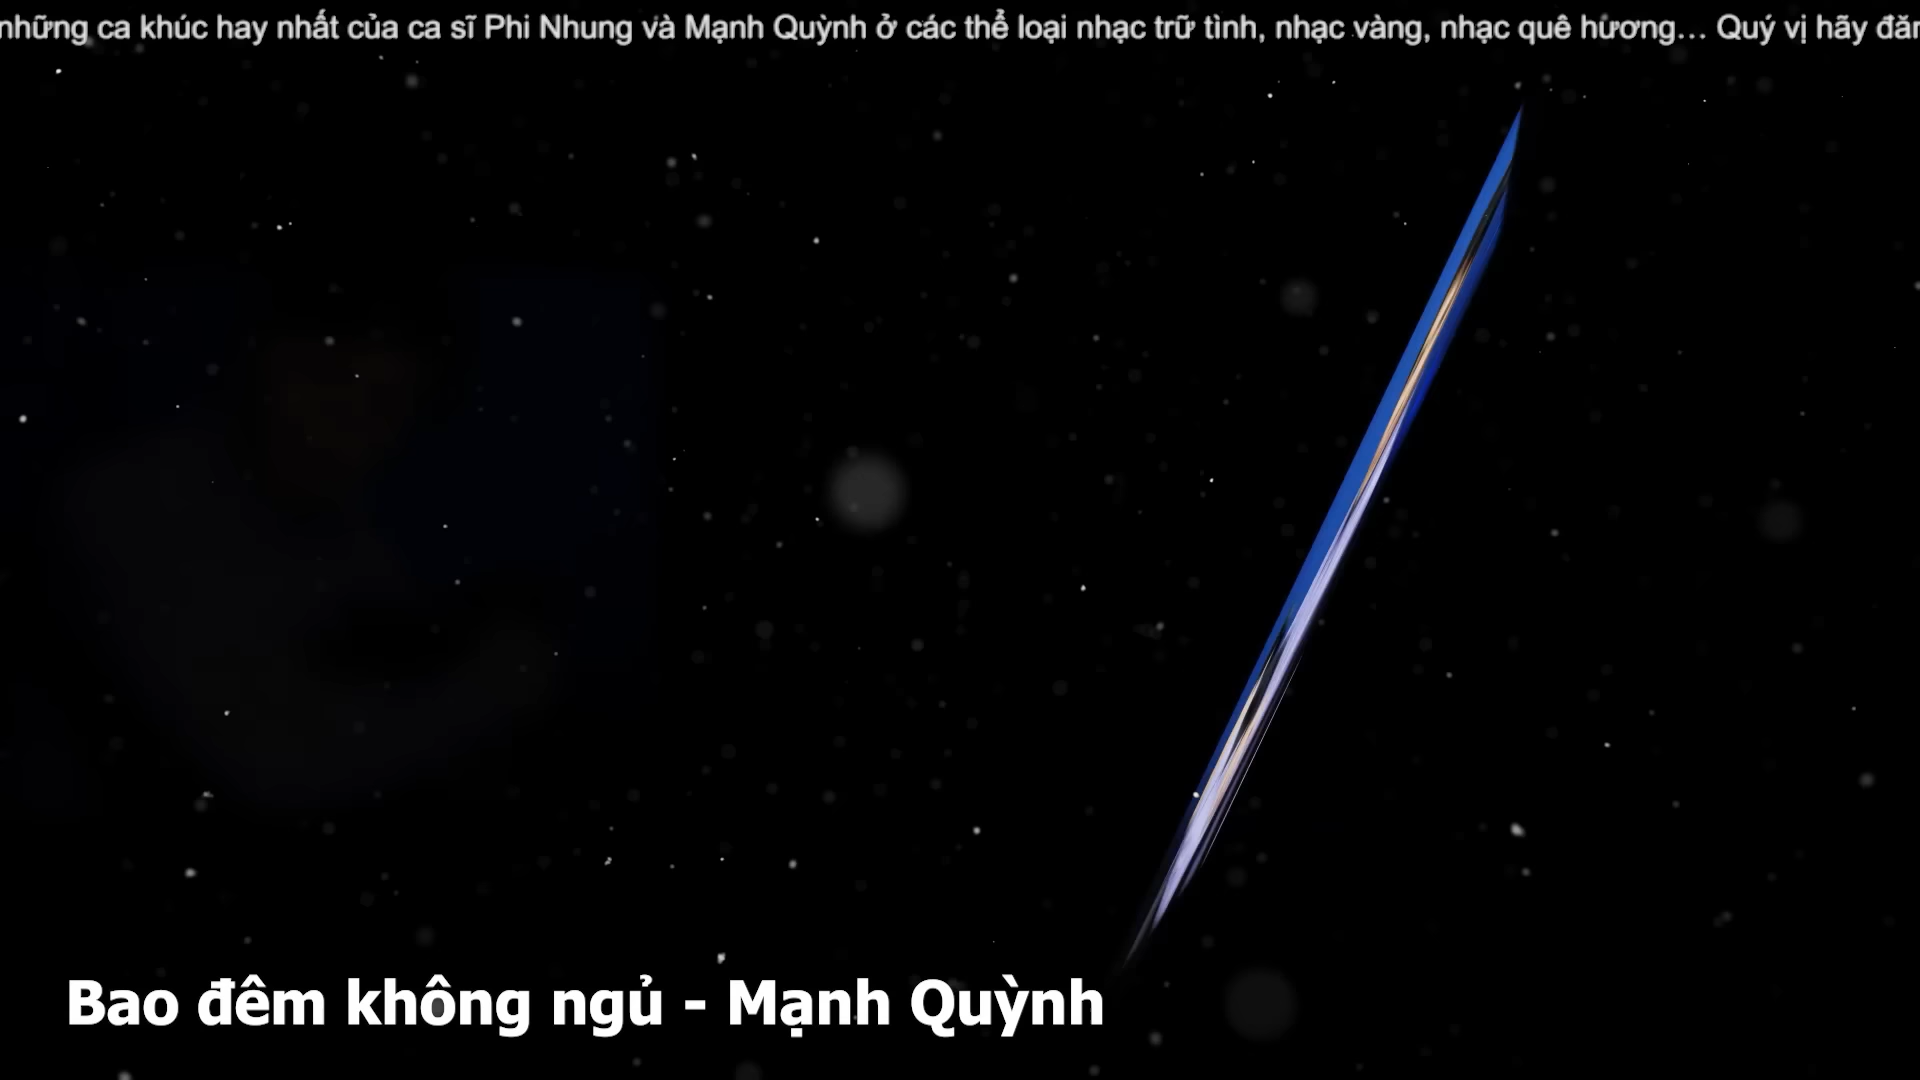 những ca khúc hay nhất của ca sĩ Phi Nhung và Mạnh Quỳnh ở các thể loại nhạc trữ tình, nhạc vàng, nhạc quê hương... Quý vị hãy
Bao đêm không ngủ - Mạnh Quỳnh